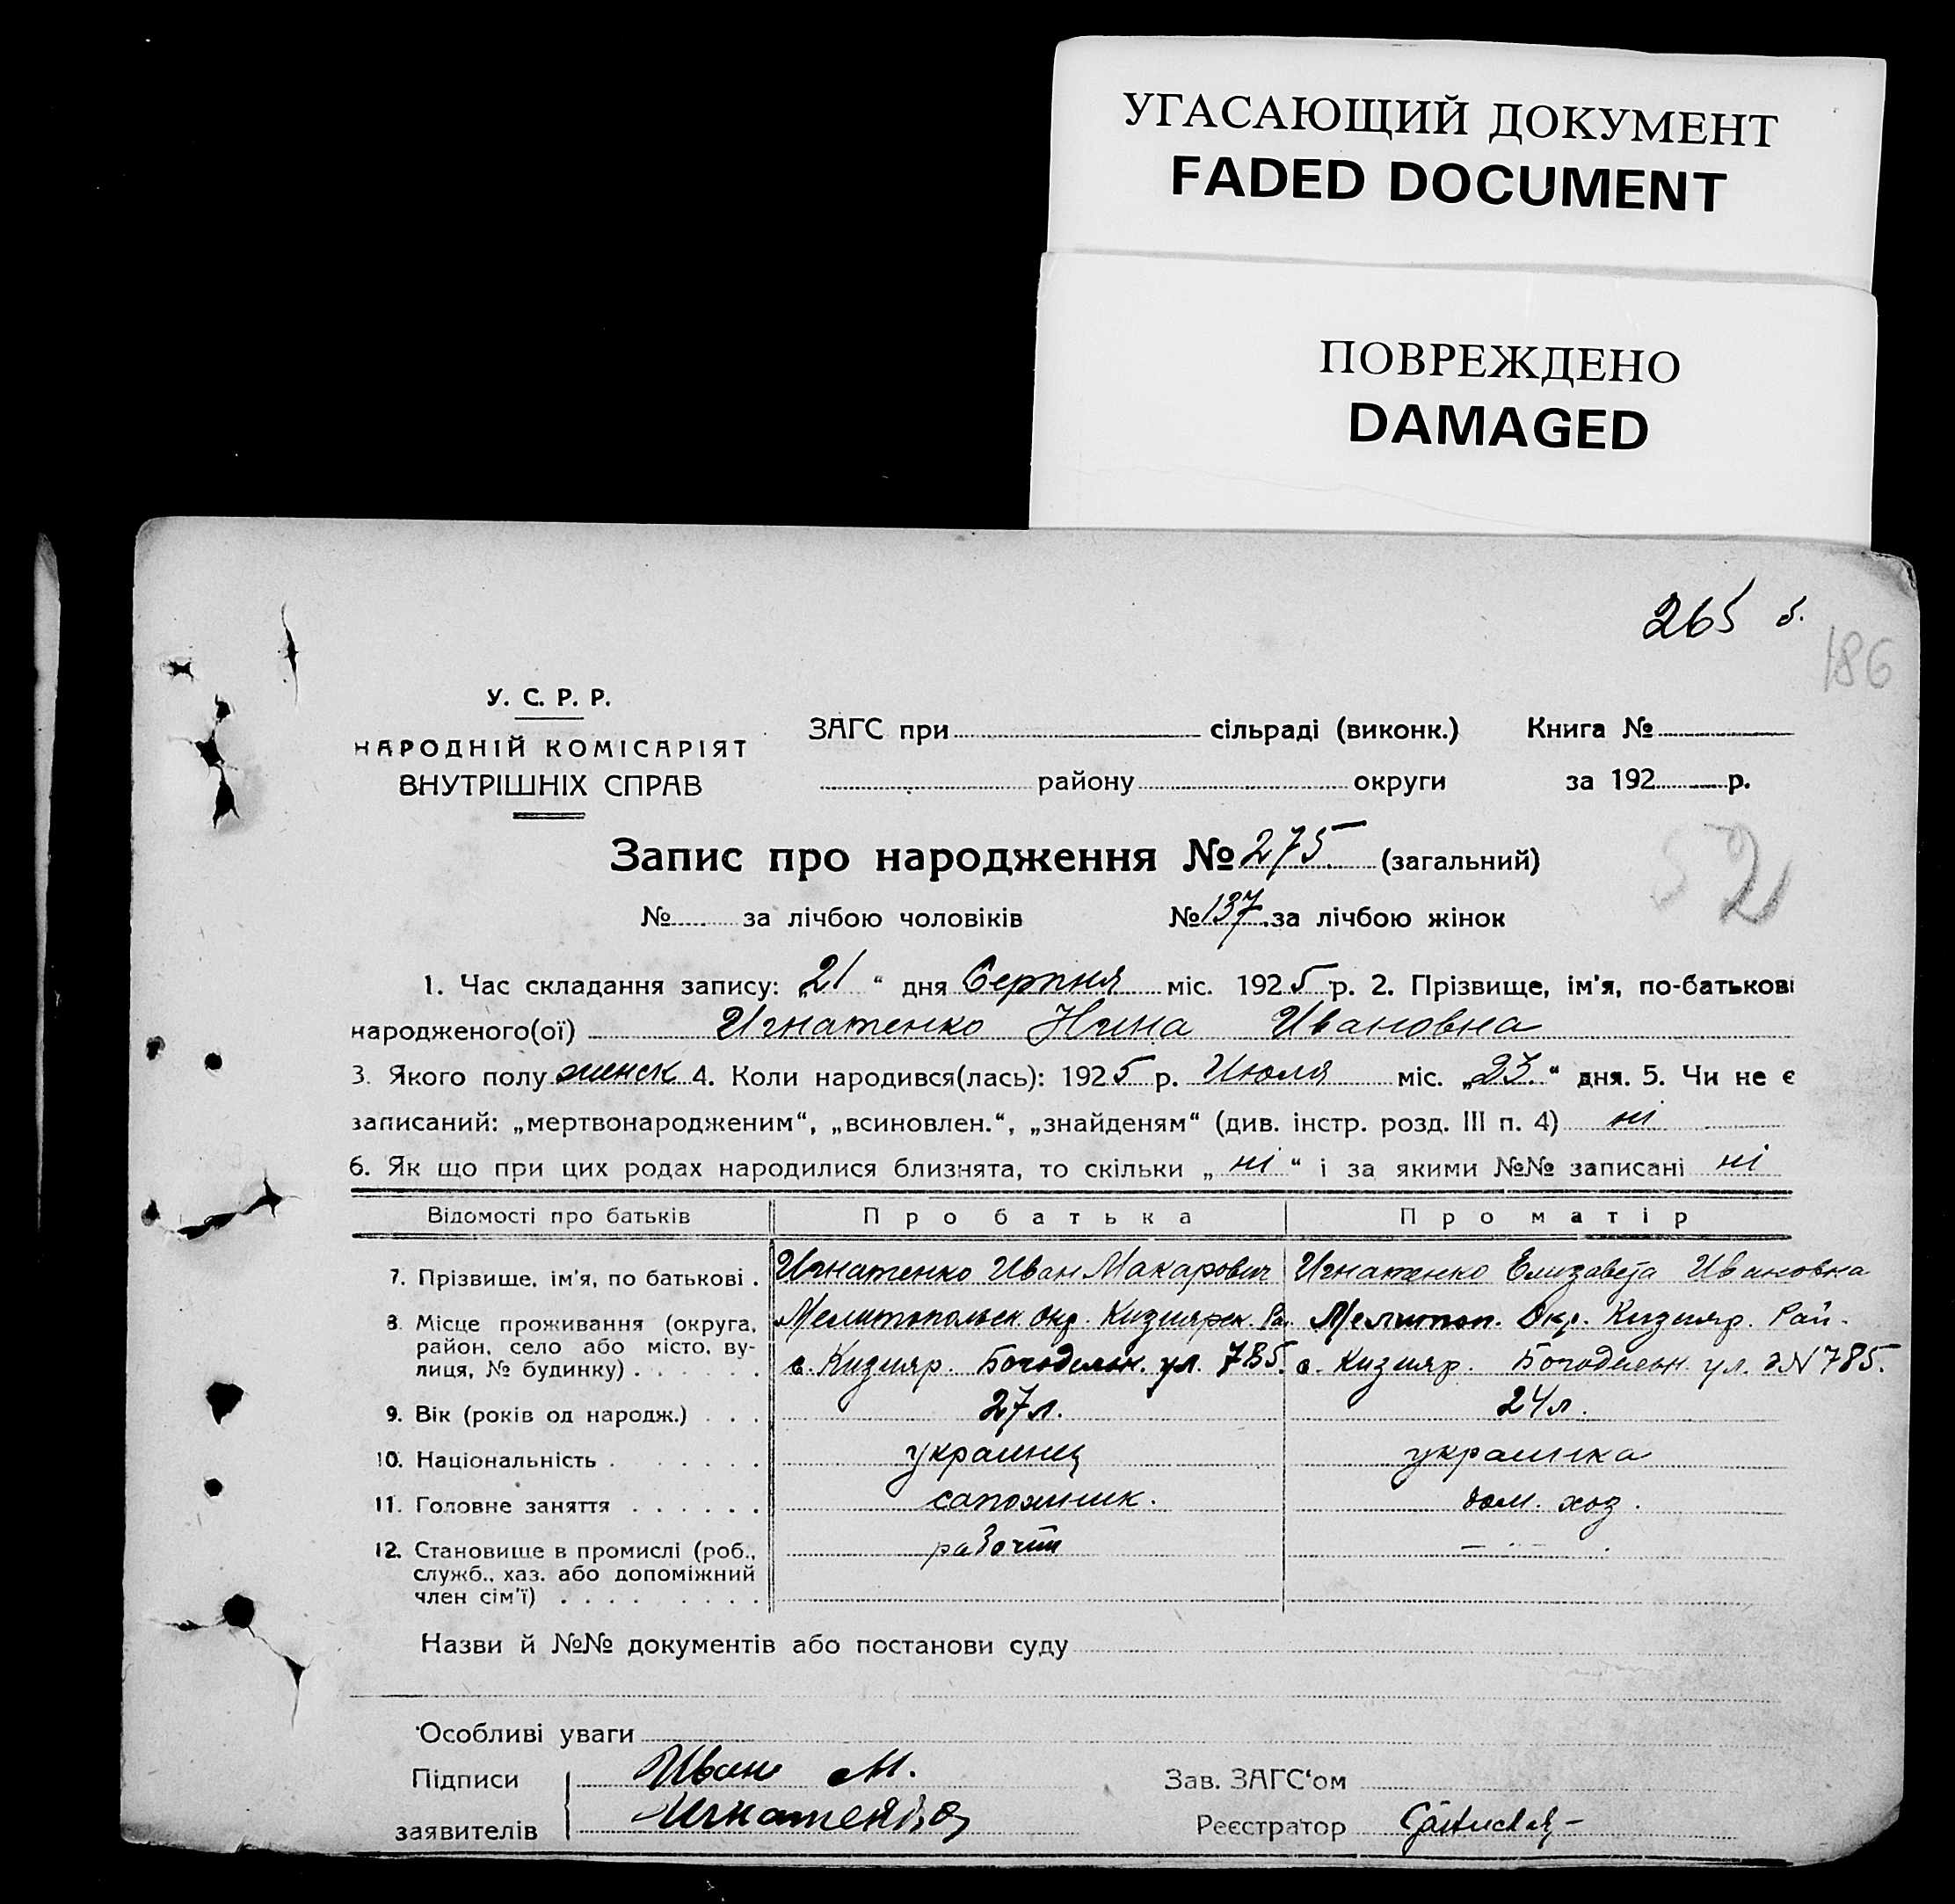 УГАСАЮЩИЙ ДОКУМЕНТ
FADED DOCUMENT
ПОВРЕЖДЕНО
DAMAGED
265 б.
186
У. С. Р. Р.
НАРОДНІЙ КОМІСАРІЯТ
ВНУТРІШНІХ СПРАВ
ЗАГС при сільраді (виконк.) Книга №
району округи за 192 р.
Запис про народження № 275 (загальний)
52
№ за лічбою чоловіків № 137 за лічбою жінок
1. Час складання запису: „21“ дня Серпня міс. 1925 р. 2. Прізвище, ім'я, по-батькові
народженого(ої) Игнатенко Нина Ивановна
3. Якого полу женск 4. Коли народився(лась): 1925 р. Июля міс. „23.“ дня. 5. Чи не є
записаний: „мертвонародженим“, „всиновлен.“, „знайденям“ (див. інстр. розд. III п. 4) ні
6. Як що при цих родах народилися близнята, то скільки „ні“ і за якими №№ записані ні
Відомості про батьків Про батька Про матір
7. Прізвище, ім'я, по батькові . Игнатенко Иван Макарович Игнатенко Елизавета Ивановна
8. Місце проживання (округа, Мелитопольск. окр. Кизиярск. Ра. Мелитоп. Окр. Кизияр. Рай.
район, село або місто, ву-
лиця, № будинку) . . . . . . с. Кизияр. Богодельн. ул. 785. с. Кизияр. Богодельн. ул. д№785.
9. Вік (років од народж.) . . . 27 л. 24 л.
10. Національність . . . . . . украинец украинка
11. Головне заняття . . . . . . сапожник. дом. хоз.
12. Становище в промислі (роб., рабочий —
служб., хаз. або допоміжний
член сім'ї) . . . . . . . . .
Назви й №№ документів або постанови суду
Особливі уваги
Підписи Иван М. Зав. ЗАГС'ом
заявителів Игнатенко Реєстратор